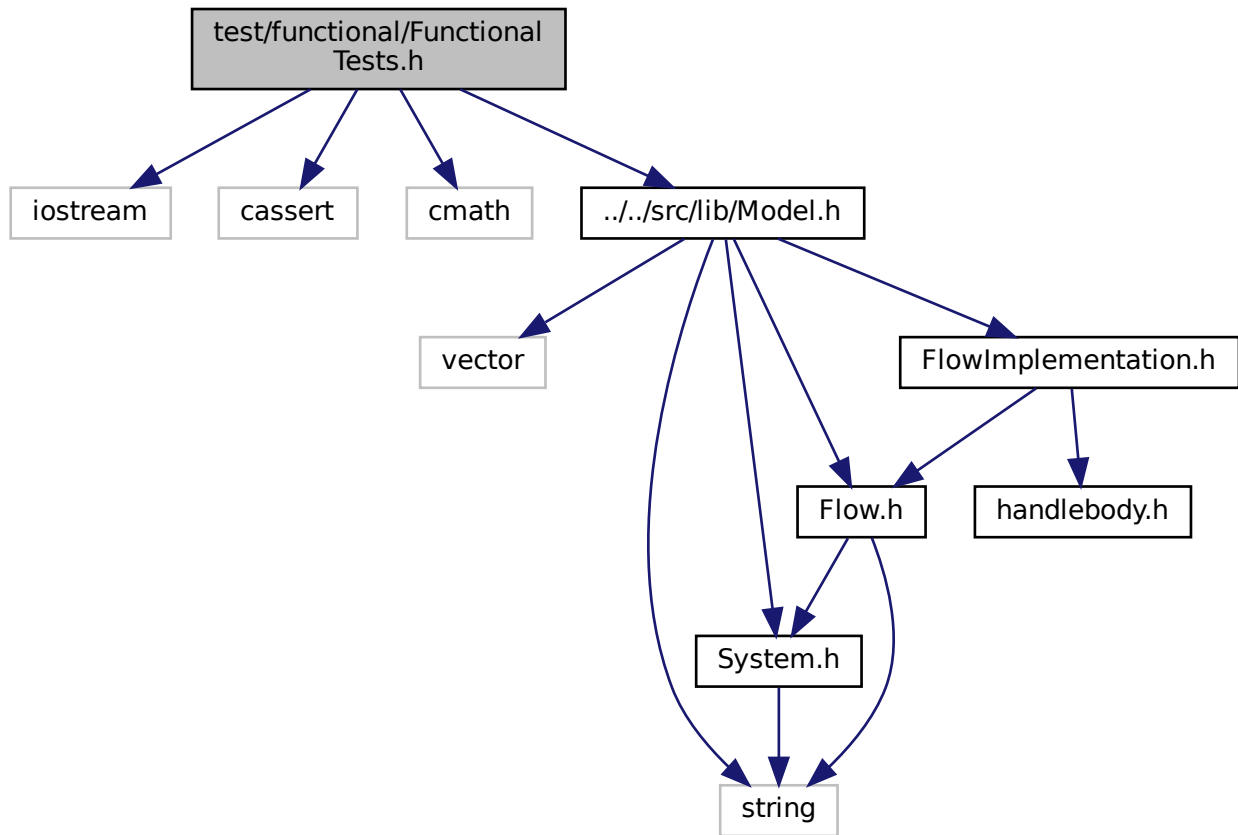 test/functional/Functional
Tests.h
iostream
cassert
cmath
../../src/lib/Model.h
vector
FlowImplementation.h
Flow.h
handlebody.h
System.h
string